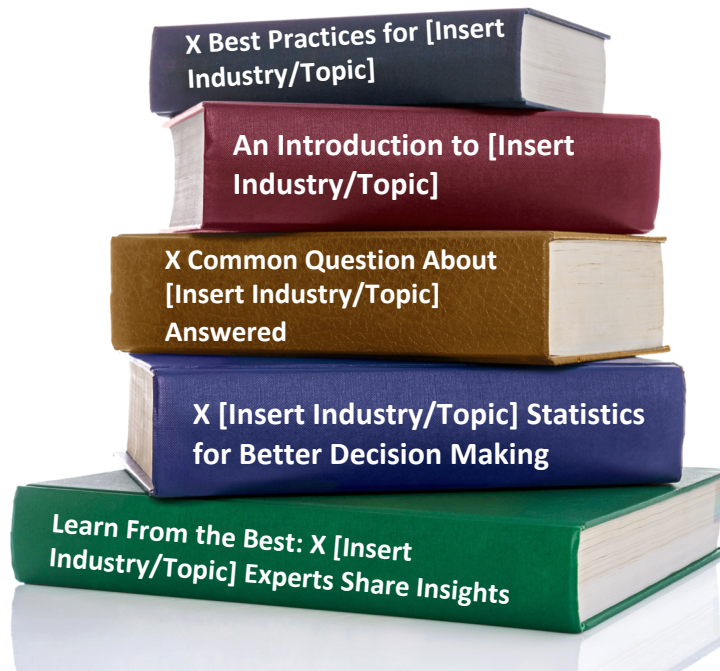 X Best Practices for [Insert
Industry/Topic]
An Introduction to [Insert
Industry/Topic]
X Common Question About
[Insert Industry/Topic]
Answered
X [Insert Industry/Topic] Statistics
for Better Decision Making
Learn From the Best: X [Insert
Industry/Topic] Experts Share Insights